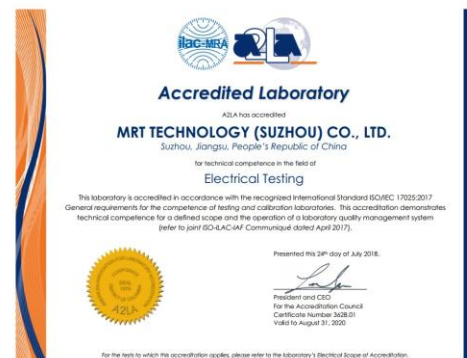 ilac-MRA
A2LA
Accredited Laboratory
A2LA has accredited
MRT TECHNOLOGY (SUZHOU) CO., LTD.
Suzhou, Jiangsu, People's Republic of China
for technical competence in the field of
Electrical Testing
This laboratory is accredited in accordance with the recognized International Standard ISO/IEC 17025:2017
General requirements for the competence of testing and calibration laboratories. This accreditation demonstrates
technical competence for a defined scope and the operation of a laboratory quality management system
(refer to joint ISO-ILAC-IAF Communiqué dated April 2017).
Presented this 24th day of July 2018.
President and CEO
For the Accreditation Council
Certificate Number 3628.01
Valid to August 31, 2020
SEAL
1978
A2LA
For the tests to which this accreditation applies, please refer to the laboratory's Electrical Scope of Accreditation.